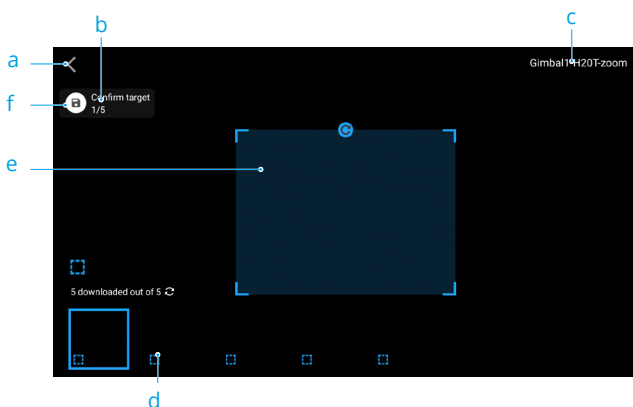 b
c
a
Gimbal1-H20T-zoom
f
Confirm target
1/5
e
5 downloaded out of 5
d